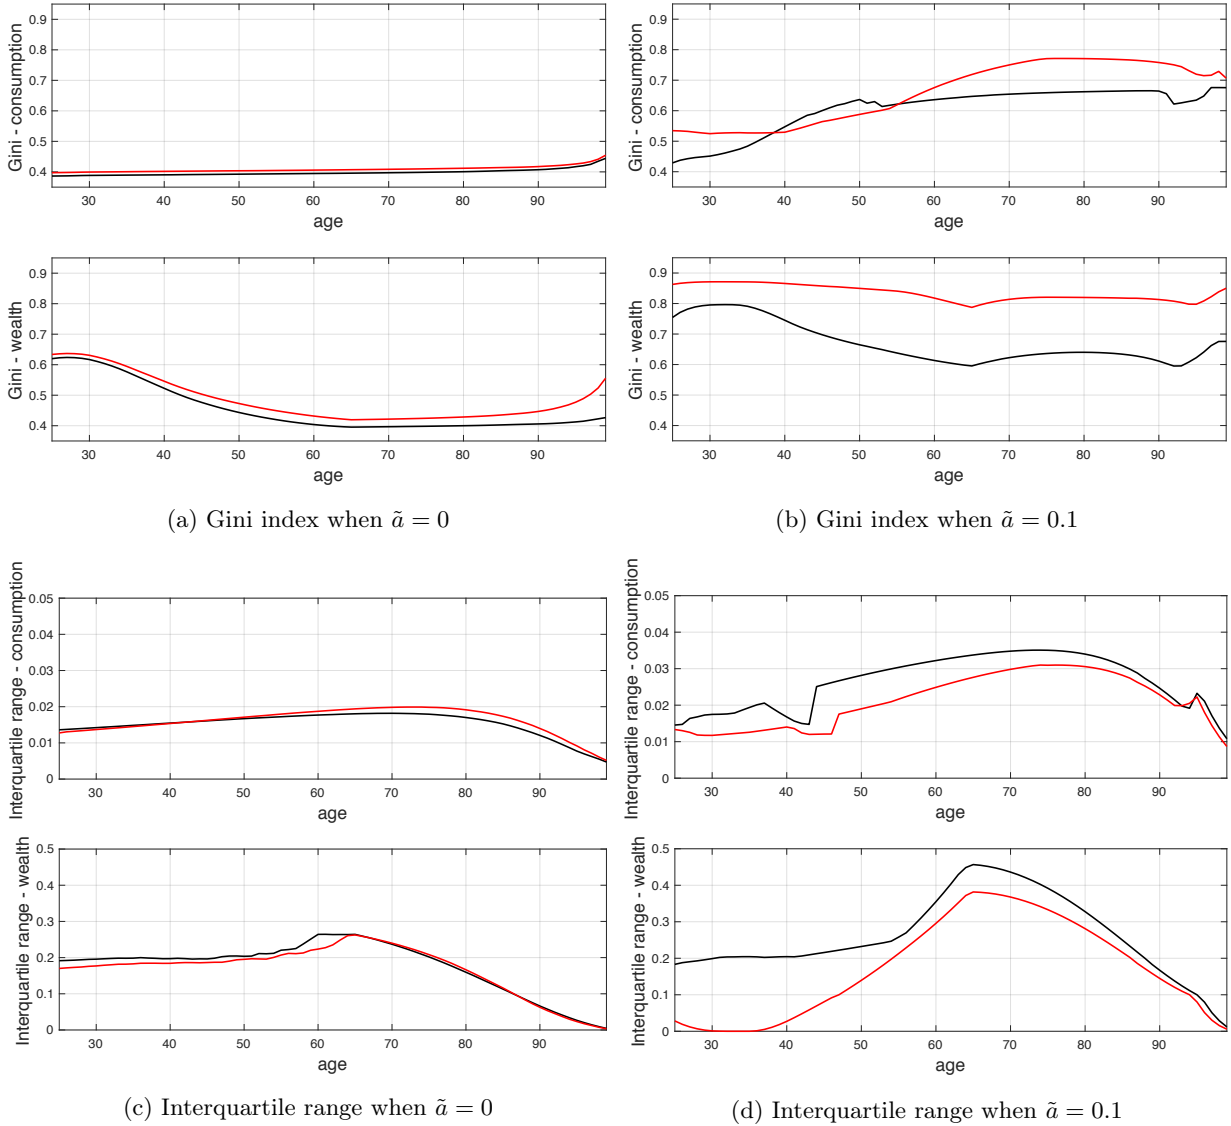 Gini - consumption
0.9
0.8
0.7
0.6
0.5
0.4
30 40 50 60 70 80 90
age
Gini - wealth
0.9
0.8
0.7
0.6
0.5
0.4
30 40 50 60 70 80 90
age
(a) Gini index when ã = 0
Gini - consumption
0.9
0.8
0.7
0.6
0.5
0.4
30 40 50 60 70 80 90
age
Gini - wealth
0.9
0.8
0.7
0.6
0.5
0.4
30 40 50 60 70 80 90
age
(b) Gini index when ã = 0.1
Interquartile range - consumption
0.05
0.04
0.03
0.02
0.01
0
30 40 50 60 70 80 90
age
Interquartile range - wealth
0.5
0.4
0.3
0.2
0.1
0
30 40 50 60 70 80 90
age
(c) Interquartile range when ã = 0
Interquartile range - consumption
0.05
0.04
0.03
0.02
0.01
0
30 40 50 60 70 80 90
age
Interquartile range - wealth
0.5
0.4
0.3
0.2
0.1
0
30 40 50 60 70 80 90
age
(d) Interquartile range when ã = 0.1